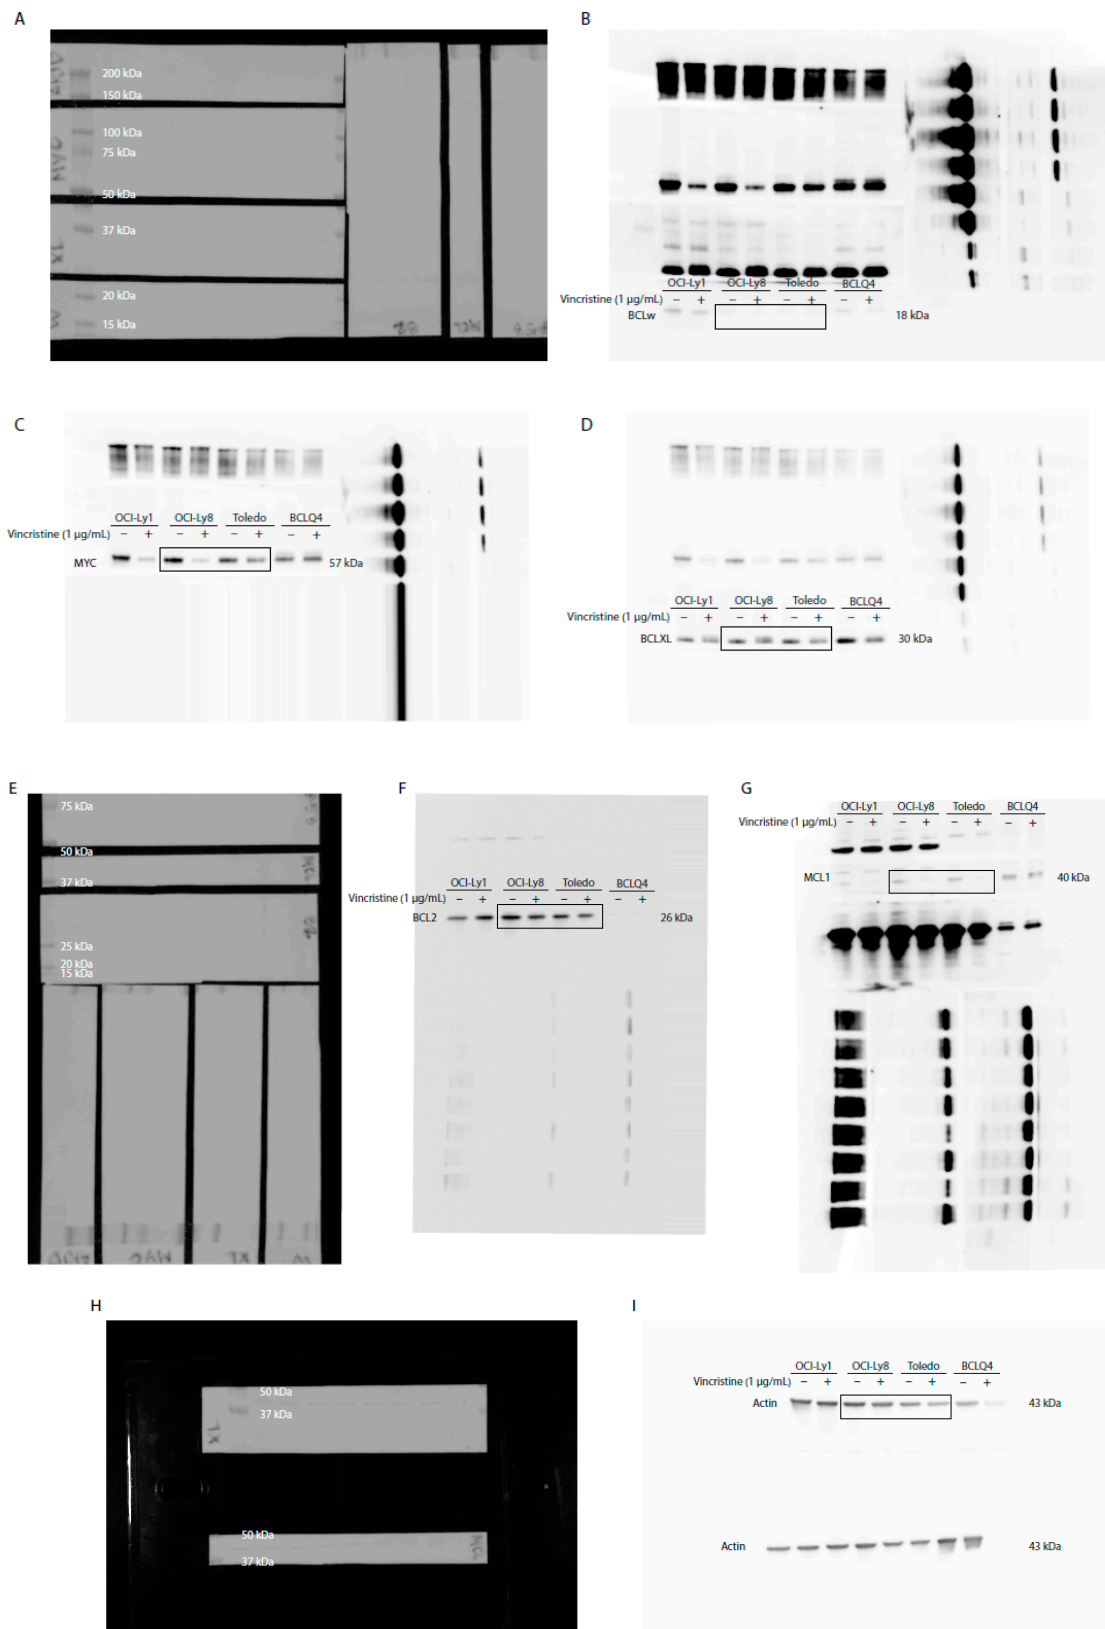 A
200 kDa
150 kDa
100 kDa
75 kDa
50 kDa
37 kDa
20 kDa
15 kDa
MCL
B
OCI-Ly1 OCI-Ly8 Toledo BCLQ4
Vincristine (1 µg/mL) – + – + – + – +
BCLw 18 kDa
C
OCI-Ly1 OCI-Ly8 Toledo BCLQ4
Vincristine (1 µg/mL) – + – + – + – +
MYC 57 kDa
D
OCI-Ly1 OCI-Ly8 Toledo BCLQ4
Vincristine (1 µg/mL) – + – + – + – +
BCLXL 30 kDa
E
75 kDa
50 kDa
37 kDa
25 kDa
20 kDa
15 kDa
F
OCI-Ly1 OCI-Ly8 Toledo BCLQ4
Vincristine (1 µg/mL) – + – + – + – +
BCL2 26 kDa
G
OCI-Ly1 OCI-Ly8 Toledo BCLQ4
Vincristine (1 µg/mL) – + – + – + – +
MCL1 40 kDa
H
50 kDa
37 kDa
50 kDa
37 kDa
MCL
I
OCI-Ly1 OCI-Ly8 Toledo BCLQ4
Vincristine (1 µg/mL) – + – + – + – +
Actin 43 kDa
Actin 43 kDa